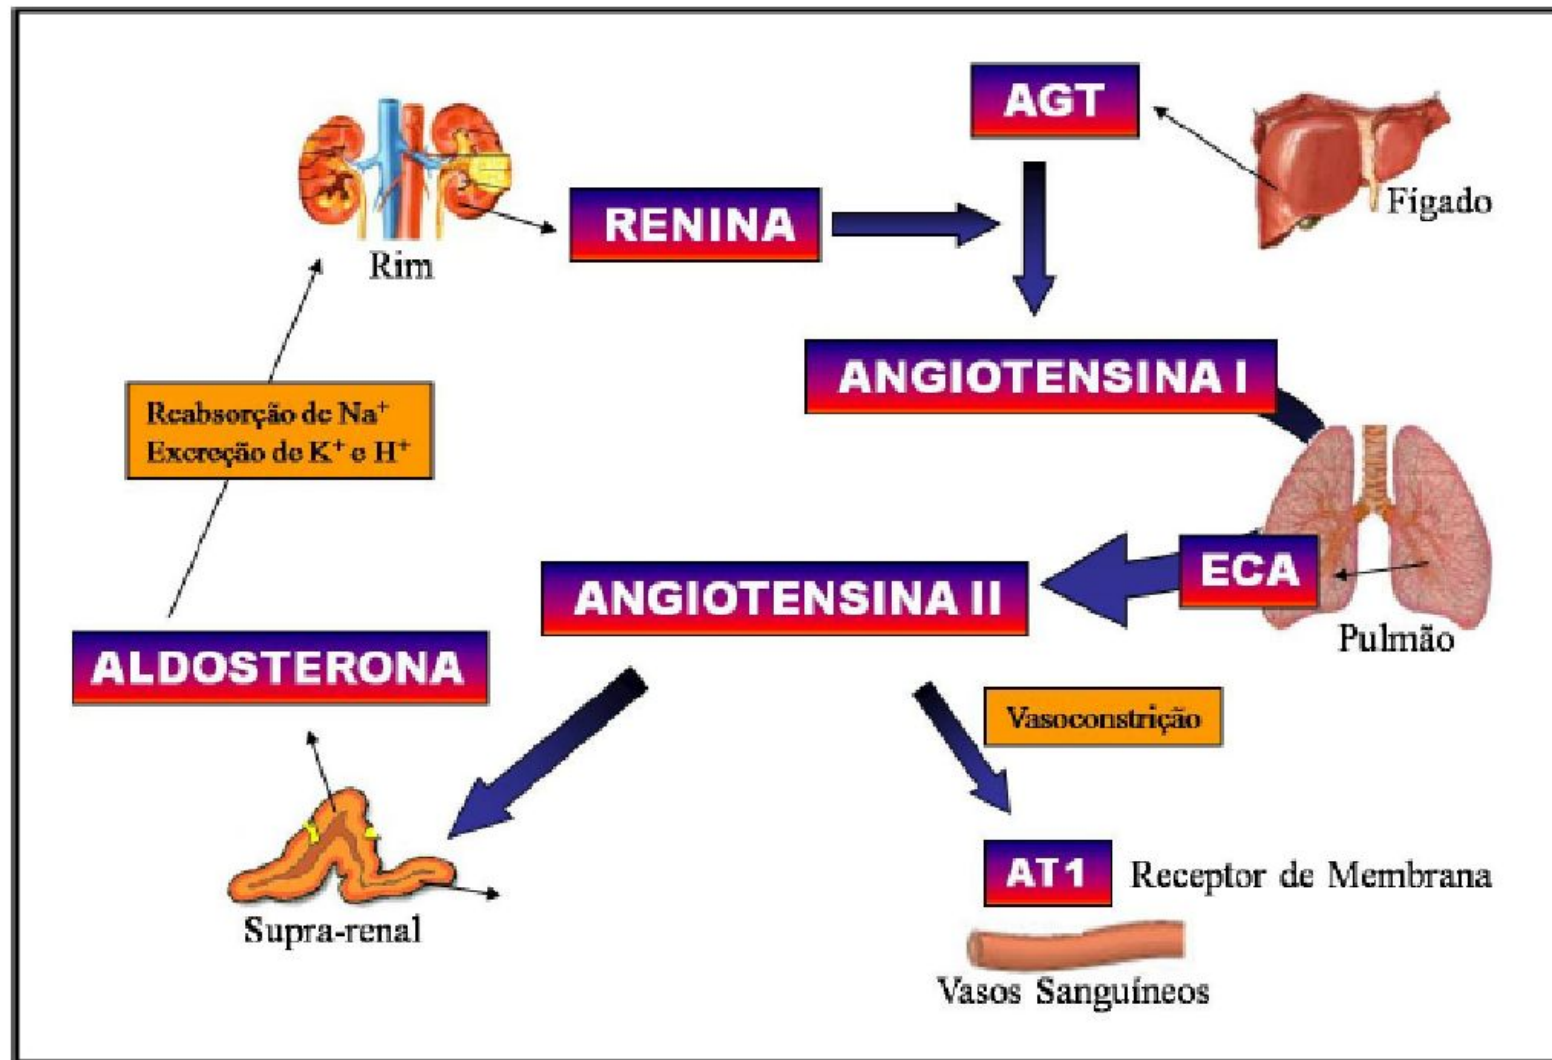 AGT
Fígado
RENINA
Rim
ANGIOTENSINA I
Reabsorção de Na⁺
Excreção de K⁺ e H⁺
ECA
ANGIOTENSINA II
Pulmão
ALDOSTERONA
Vasoconstrição
AT1 Receptor de Membrana
Supra-renal
Vasos Sanguíneos